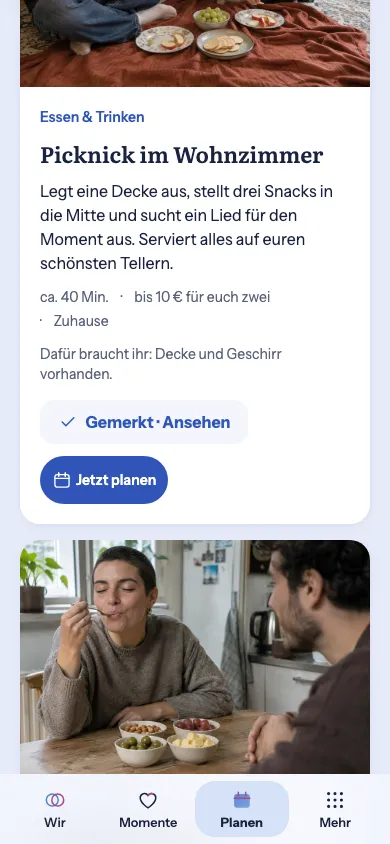 Essen & Trinken
Picknick im Wohnzimmer
Legt eine Decke aus, stellt drei Snacks in
die Mitte und sucht ein Lied für den
Moment aus. Serviert alles auf euren
schönsten Tellern.
ca. 40 Min. · bis 10 € für euch zwei
· Zuhause
Dafür braucht ihr: Decke und Geschirr
vorhanden.
Gemerkt · Ansehen
Jetzt planen
Wir Momente Planen Mehr